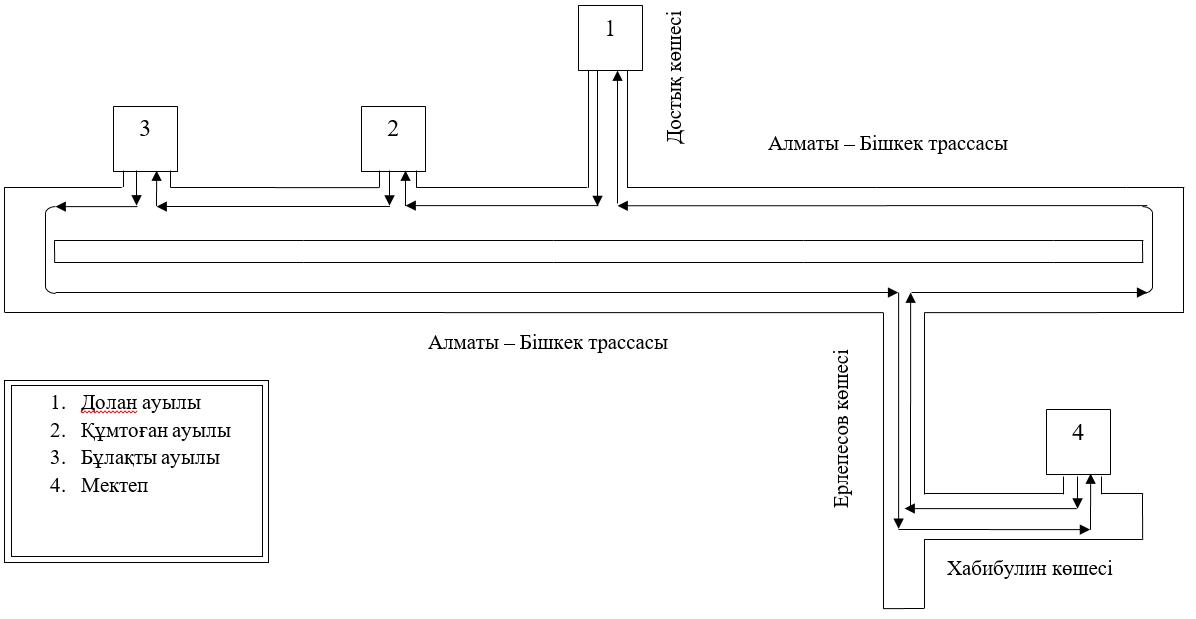 1
Достық көшесі
3
2
Алматы – Бішкек трассасы
Алматы – Бішкек трассасы
Ерлепесов көшесі
1. Долан ауылы
2. Құмтоған ауылы
3. Бұлақты ауылы
4. Мектеп
4
Хабибулин көшесі